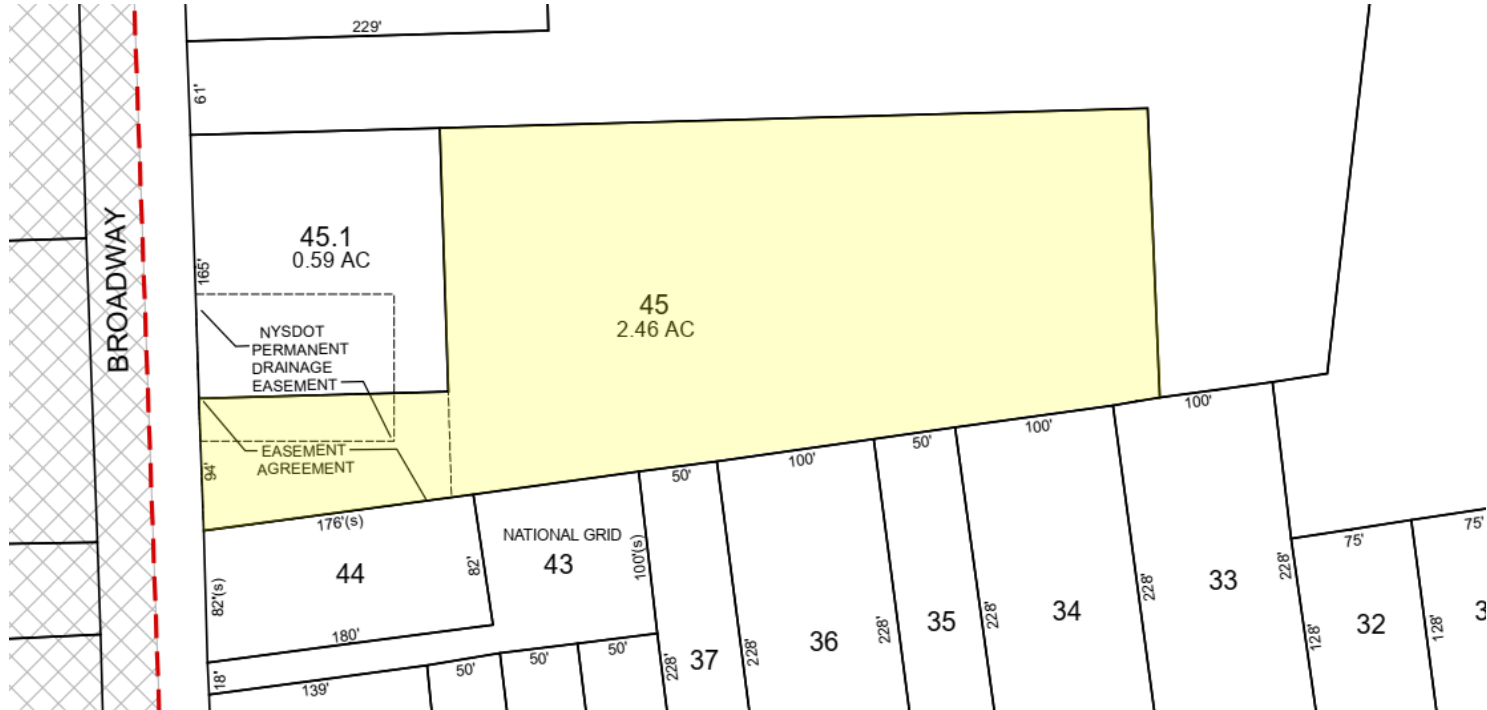 229'
61'
BROADWAY
165'
45.1
0.59 AC
45
2.46 AC
NYSDOT
PERMANENT
DRAINAGE
EASEMENT
EASEMENT
AGREEMENT
94'
176'(s)
50'
100'
50'
100'
100'
NATIONAL GRID
43
44
82'
100'(s)
82'(s)
180'
18'
139'
50'
50'
50'
228'
37
228'
36
228'
35
228'
34
228'
33
228'
75'
128'
32
128'
75'
3